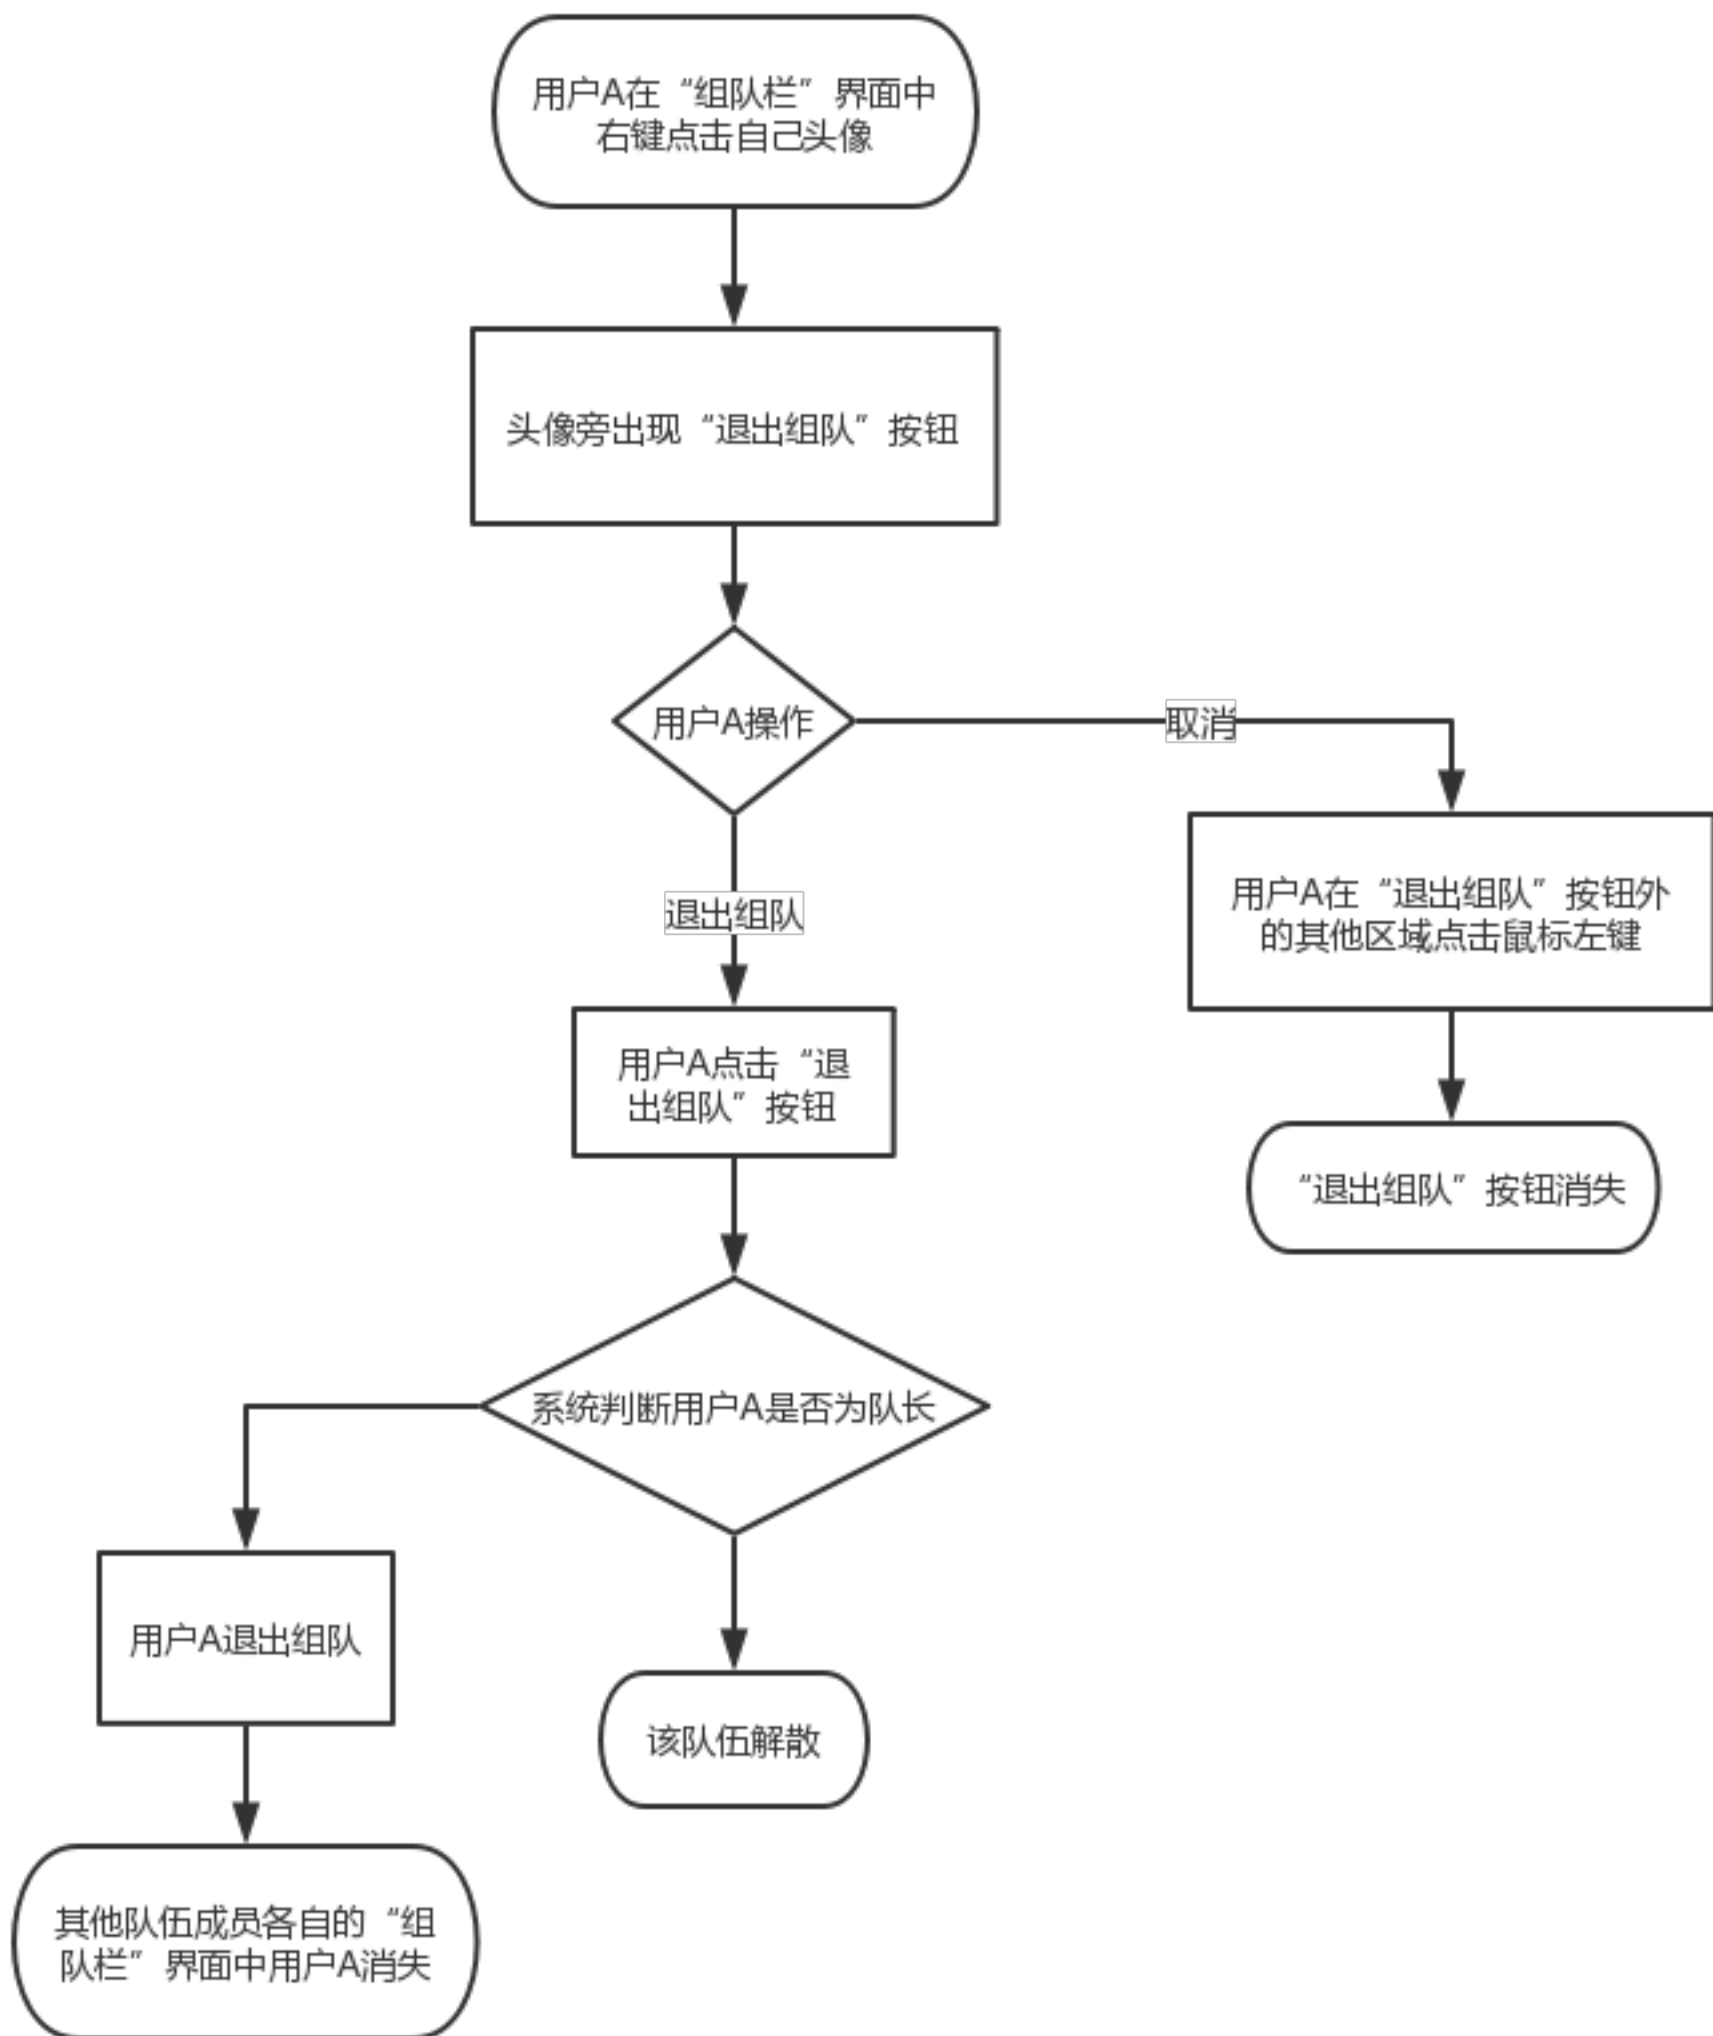 用户A在“组队栏”界面中
右键点击自己头像
头像旁出现“退出组队”按钮
用户A操作
取消
退出组队
用户A在“退出组队”按钮外
的其他区域点击鼠标左键
用户A点击“退
出组队”按钮
“退出组队”按钮消失
系统判断用户A是否为队长
用户A退出组队
该队伍解散
其他队伍成员各自的“组
队栏”界面中用户A消失